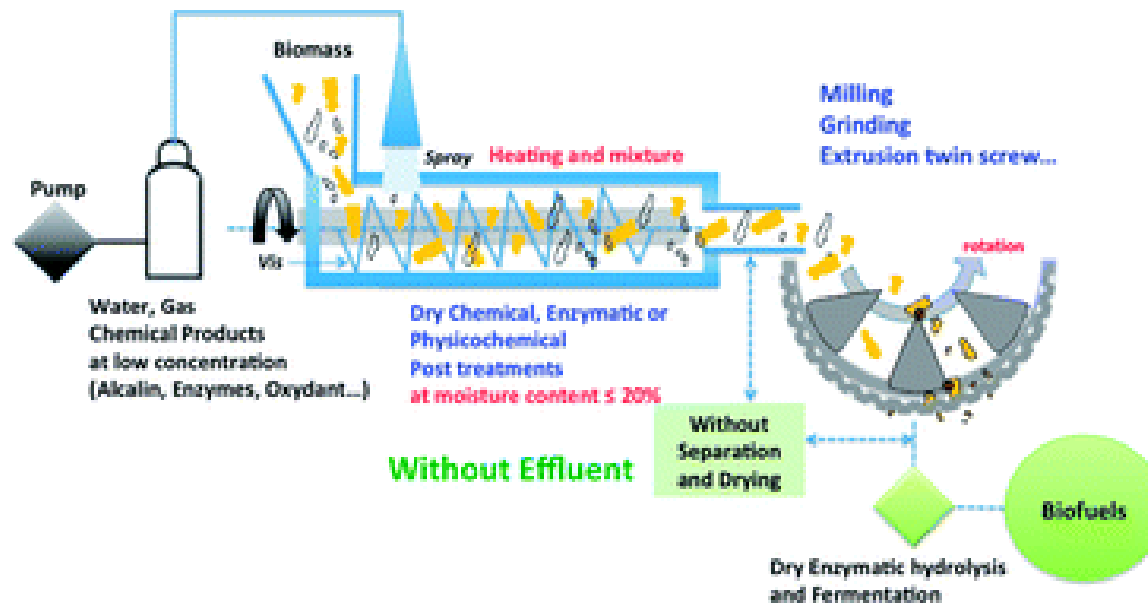 Biomass
Pump
Spray
Heating and mixture
Milling
Grinding
Extrusion twin screw...
Vis
rotation
Water, Gas
Chemical Products
at low concentration
(Alcalin, Enzymes, Oxydant...)
Dry Chemical, Enzymatic or
Physicochemical
Post treatments
at moisture content ≤ 20%
Without Effluent
Without
Separation
and Drying
Biofuels
Dry Enzymatic hydrolysis
and Fermentation